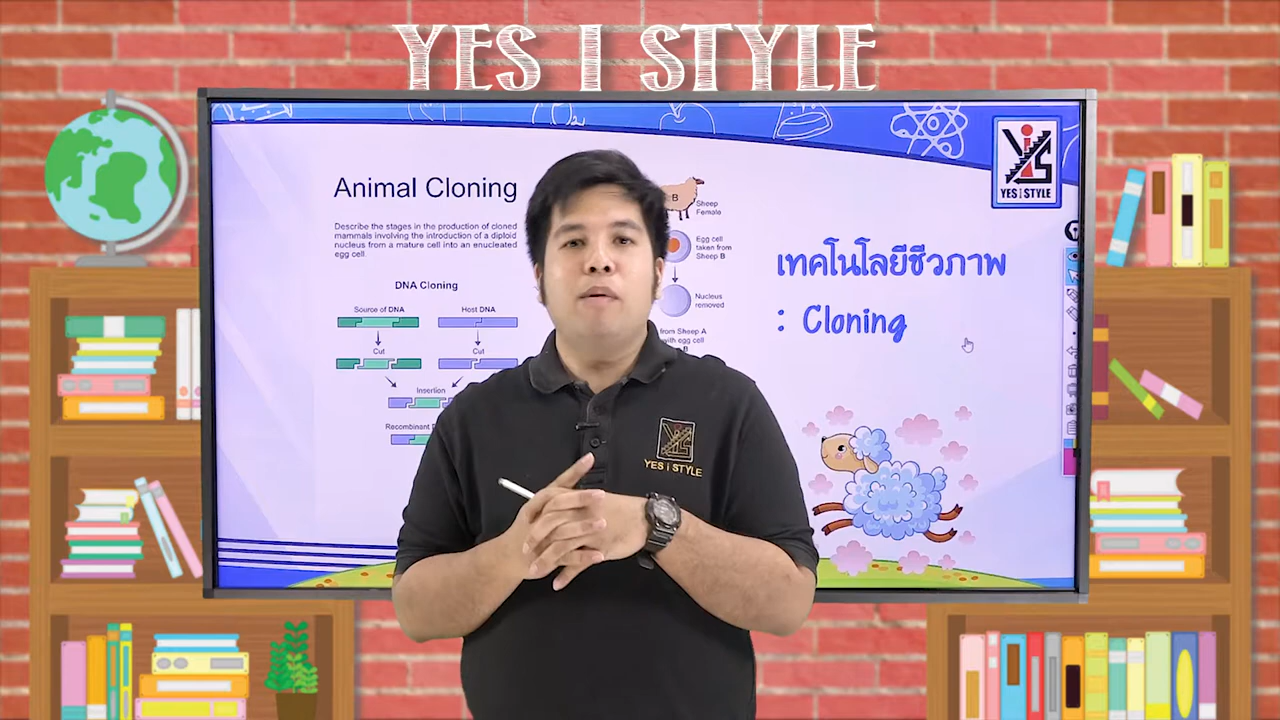 YES I STYLE
YES I STYLE
Animal Cloning
Describe the stages in the production of cloned
mammals involving the introduction of a diploid
nucleus from a mature cell into an enucleated
egg cell.
DNA Cloning
Source of DNA
Host DNA
Cut
Cut
Insertion
Recombinant
B
Sheep
Female
Egg cell
taken from
Sheep B
Nucleus
removed
from Sheep A
with egg cell
B
เทคโนโลยีชีวภาพ
: Cloning
YES i STYLE